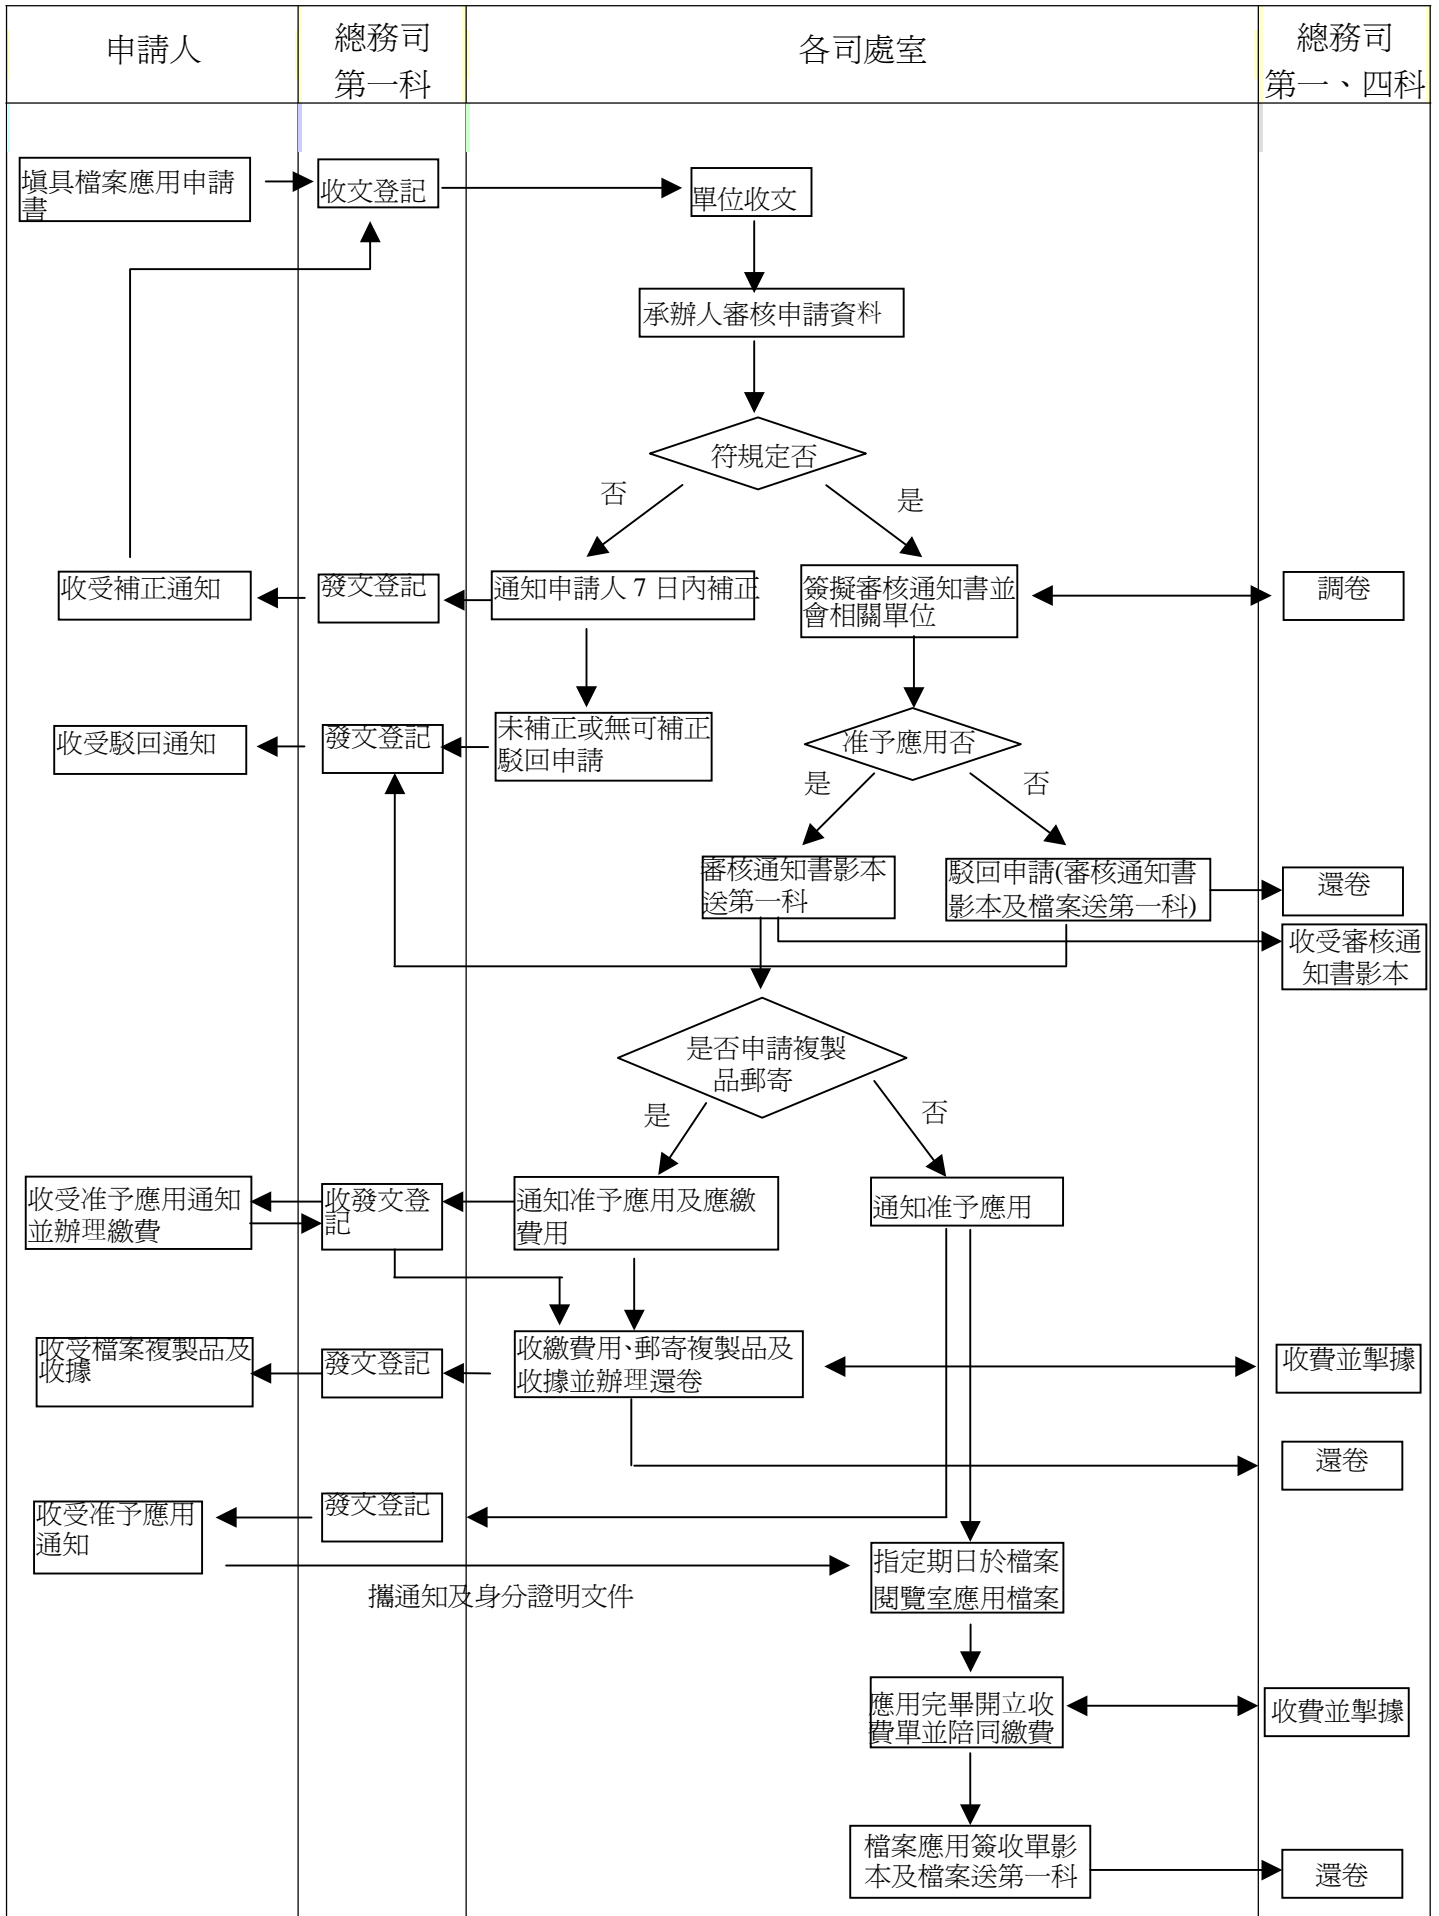 申請人
總務司
第一科
各司處室
總務司
第一、四科
填具檔案應用申請
書
收文登記
單位收文
承辦人審核申請資料
符規定否
否
是
收受補正通知
發文登記
通知申請人 7 日內補正
簽擬審核通知書並
會相關單位
調卷
收受駁回通知
發文登記
未補正或無可補正
駁回申請
准予應用否
是
否
審核通知書影本
送第一科
駁回申請(審核通知書
影本及檔案送第一科)
還卷
收受審核通
知書影本
是否申請複製
品郵寄
是
否
收受准予應用通知
並辦理繳費
收發文登
記
通知准予應用及應繳
費用
通知准予應用
收受檔案複製品及
收據
發文登記
收繳費用、郵寄複製品及
收據並辦理還卷
收費並掣據
還卷
收受准予應用
通知
發文登記
攜通知及身分證明文件
指定期日於檔案
閱覽室應用檔案
應用完畢開立收
費單並陪同繳費
收費並掣據
檔案應用簽收單影
本及檔案送第一科
還卷